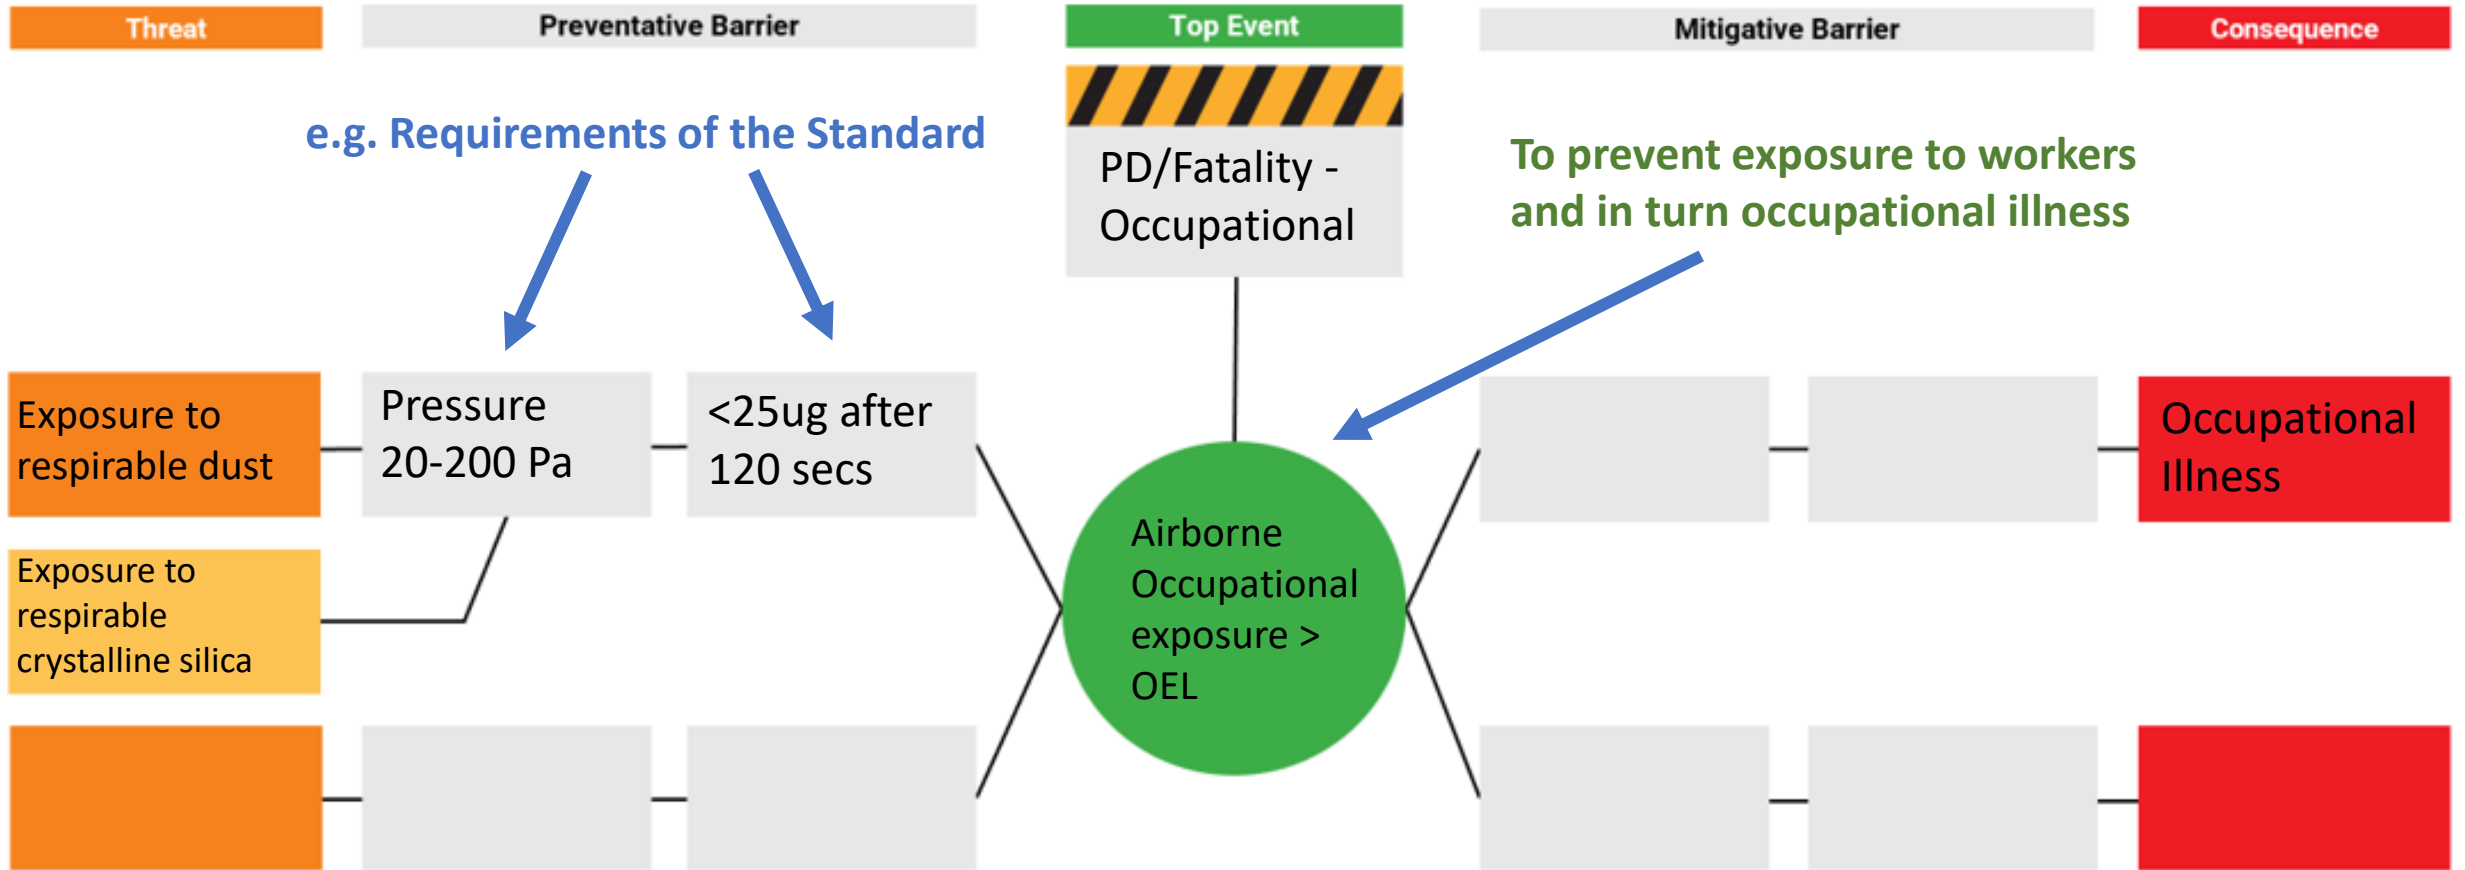 Threat
Preventative Barrier
Top Event
Mitigative Barrier
Consequence
e.g. Requirements of the Standard
PD/Fatality -
Occupational
To prevent exposure to workers
and in turn occupational illness
Exposure to
respirable dust
Pressure
20-200 Pa
<25ug after
120 secs
Occupational
Illness
Exposure to
respirable
crystalline silica
Airborne
Occupational
exposure >
OEL